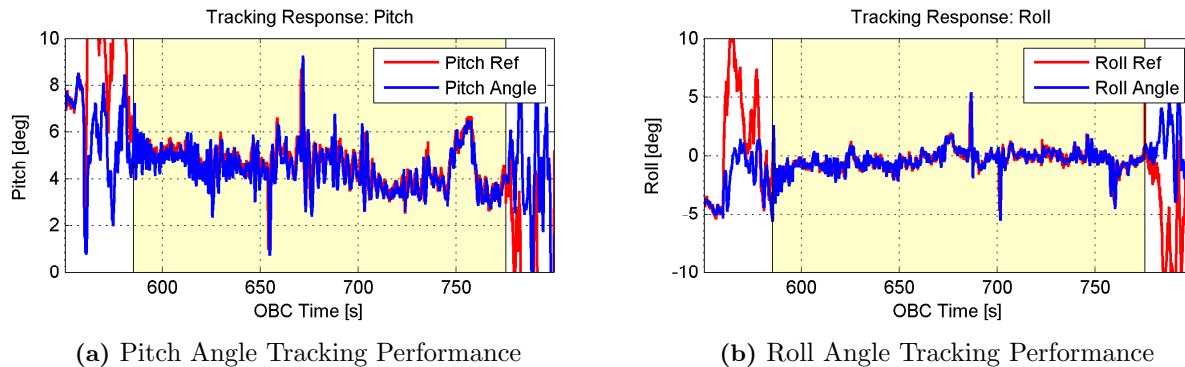 Tracking Response: Pitch
10
8
6
4
2
0
Pitch [deg]
Pitch Ref
Pitch Angle
600 650 700 750
OBC Time [s]
(a) Pitch Angle Tracking Performance
Tracking Response: Roll
10
5
0
-5
-10
Roll [deg]
Roll Ref
Roll Angle
600 650 700 750
OBC Time [s]
(b) Roll Angle Tracking Performance